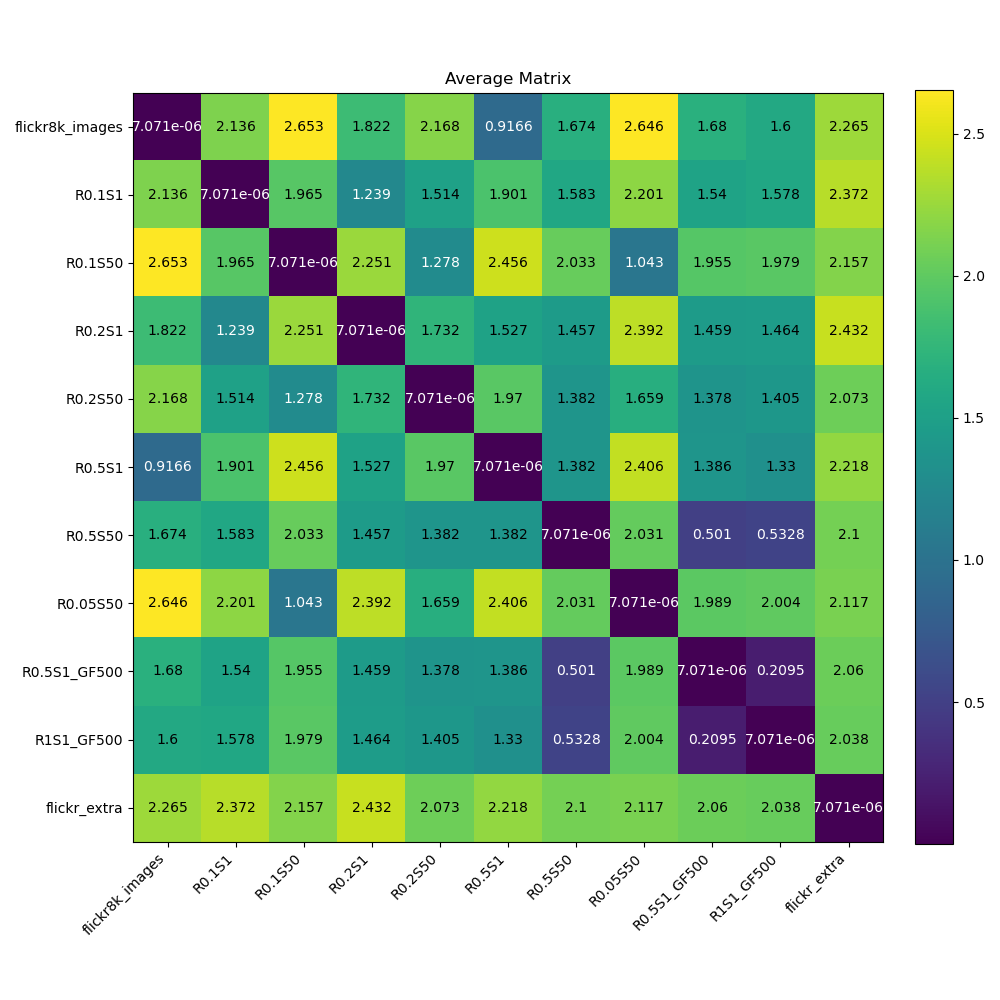 Average Matrix
flickr8k_images 7.071e-06 2.136 2.653 1.822 2.168 0.9166 1.674 2.646 1.68 1.6 2.265
R0.1S1 2.136 7.071e-06 1.965 1.239 1.514 1.901 1.583 2.201 1.54 1.578 2.372
R0.1S50 2.653 1.965 7.071e-06 2.251 1.278 2.456 2.033 1.043 1.955 1.979 2.157
R0.2S1 1.822 1.239 2.251 7.071e-06 1.732 1.527 1.457 2.392 1.459 1.464 2.432
R0.2S50 2.168 1.514 1.278 1.732 7.071e-06 1.97 1.382 1.659 1.378 1.405 2.073
R0.5S1 0.9166 1.901 2.456 1.527 1.97 7.071e-06 1.382 2.406 1.386 1.33 2.218
R0.5S50 1.674 1.583 2.033 1.457 1.382 1.382 7.071e-06 2.031 0.501 0.5328 2.1
R0.05S50 2.646 2.201 1.043 2.392 1.659 2.406 2.031 7.071e-06 1.989 2.004 2.117
R0.5S1_GF500 1.68 1.54 1.955 1.459 1.378 1.386 0.501 1.989 7.071e-06 0.2095 2.06
R1S1_GF500 1.6 1.578 1.979 1.464 1.405 1.33 0.5328 2.004 0.2095 7.071e-06 2.038
flickr_extra 2.265 2.372 2.157 2.432 2.073 2.218 2.1 2.117 2.06 2.038 7.071e-06
flickr8k_images R0.1S1 R0.1S50 R0.2S1 R0.2S50 R0.5S1 R0.5S50 R0.05S50 R0.5S1_GF500 R1S1_GF500 flickr_extra
2.5
2.0
1.5
1.0
0.5